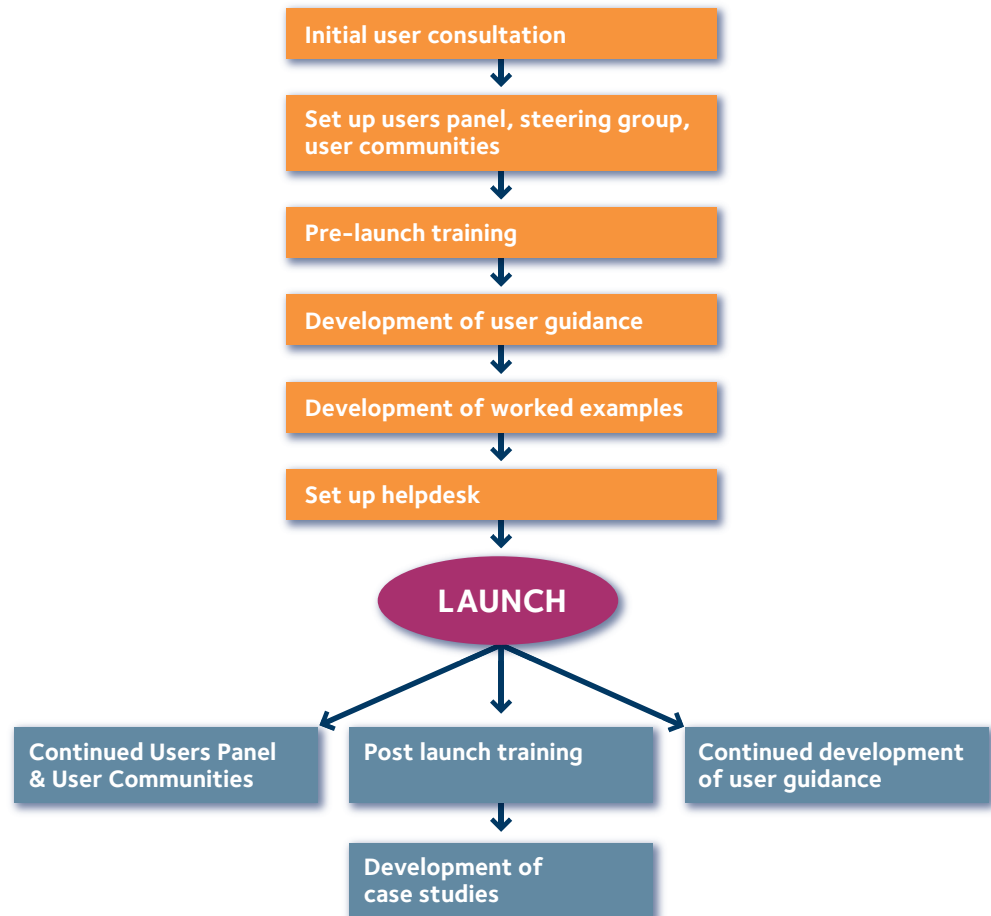 Initial user consultation
Set up users panel, steering group,
user communities
Pre-launch training
Development of user guidance
Development of worked examples
Set up helpdesk
LAUNCH
Continued Users Panel
& User Communities
Post launch training
Continued development
of user guidance
Development of
case studies